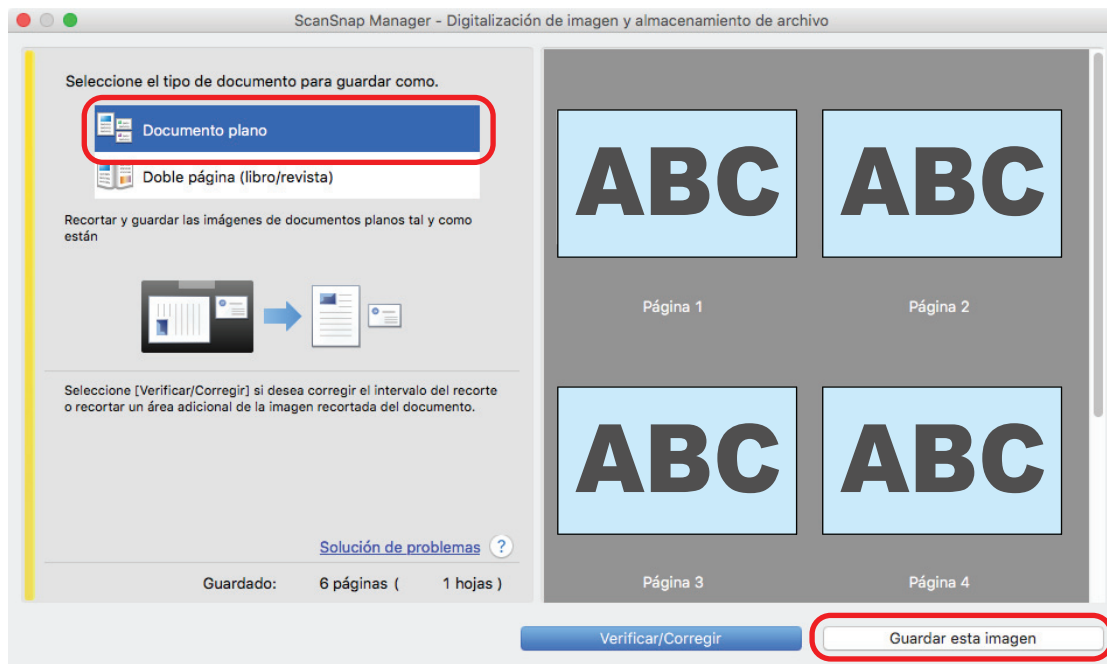 ScanSnap Manager - Digitalización de imagen y almacenamiento de archivo
Seleccione el tipo de documento para guardar como.
Documento plano
Doble página (libro/revista)
Recortar y guardar las imágenes de documentos planos tal y como
están
Seleccione [Verificar/Corregir] si desea corregir el intervalo del recorte
o recortar un área adicional de la imagen recortada del documento.
Solución de problemas ?
Guardado: 6 páginas ( 1 hojas )
ABC ABC
Página 1 Página 2
ABC ABC
Página 3 Página 4
Verificar/Corregir Guardar esta imagen